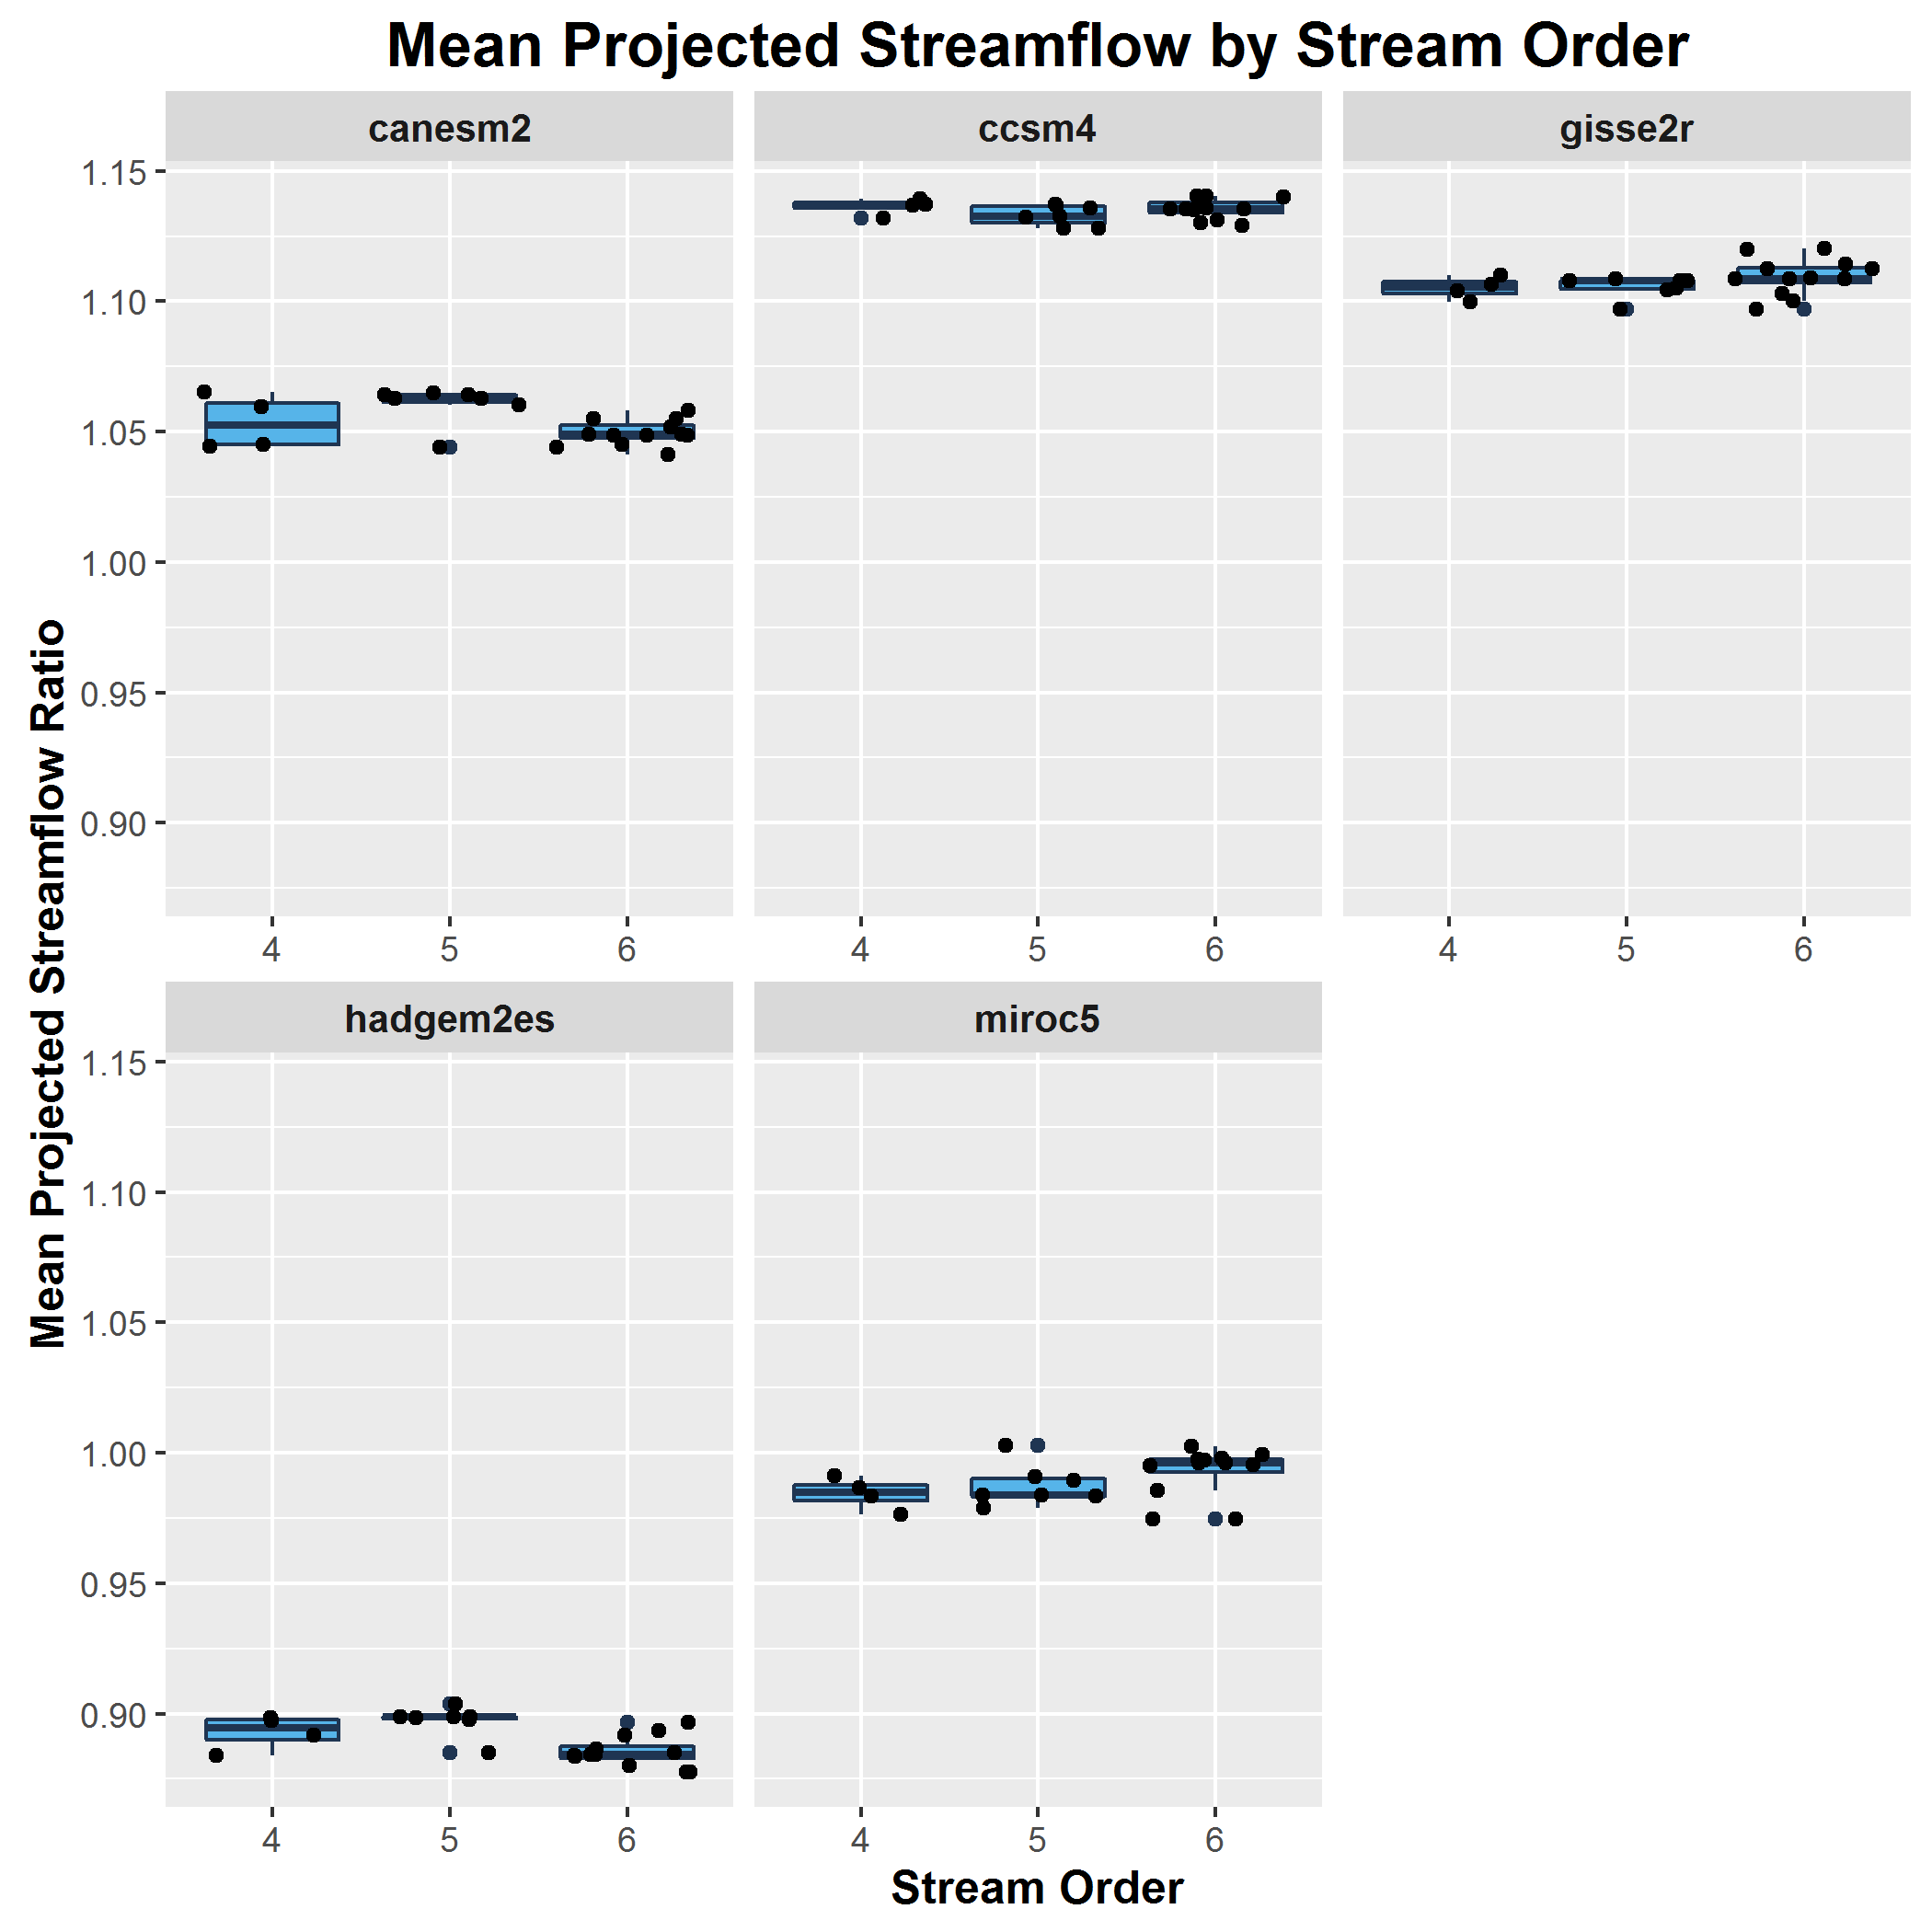 Mean Projected Streamflow by Stream Order
canesm2 ccsm4 gisse2r
1.15
1.10
1.05
1.00
0.95
0.90
4 5 6 4 5 6 4 5 6
Mean Projected Streamflow Ratio
hadgem2es miroc5
1.15
1.10
1.05
1.00
0.95
0.90
4 5 6 4 5 6
Stream Order